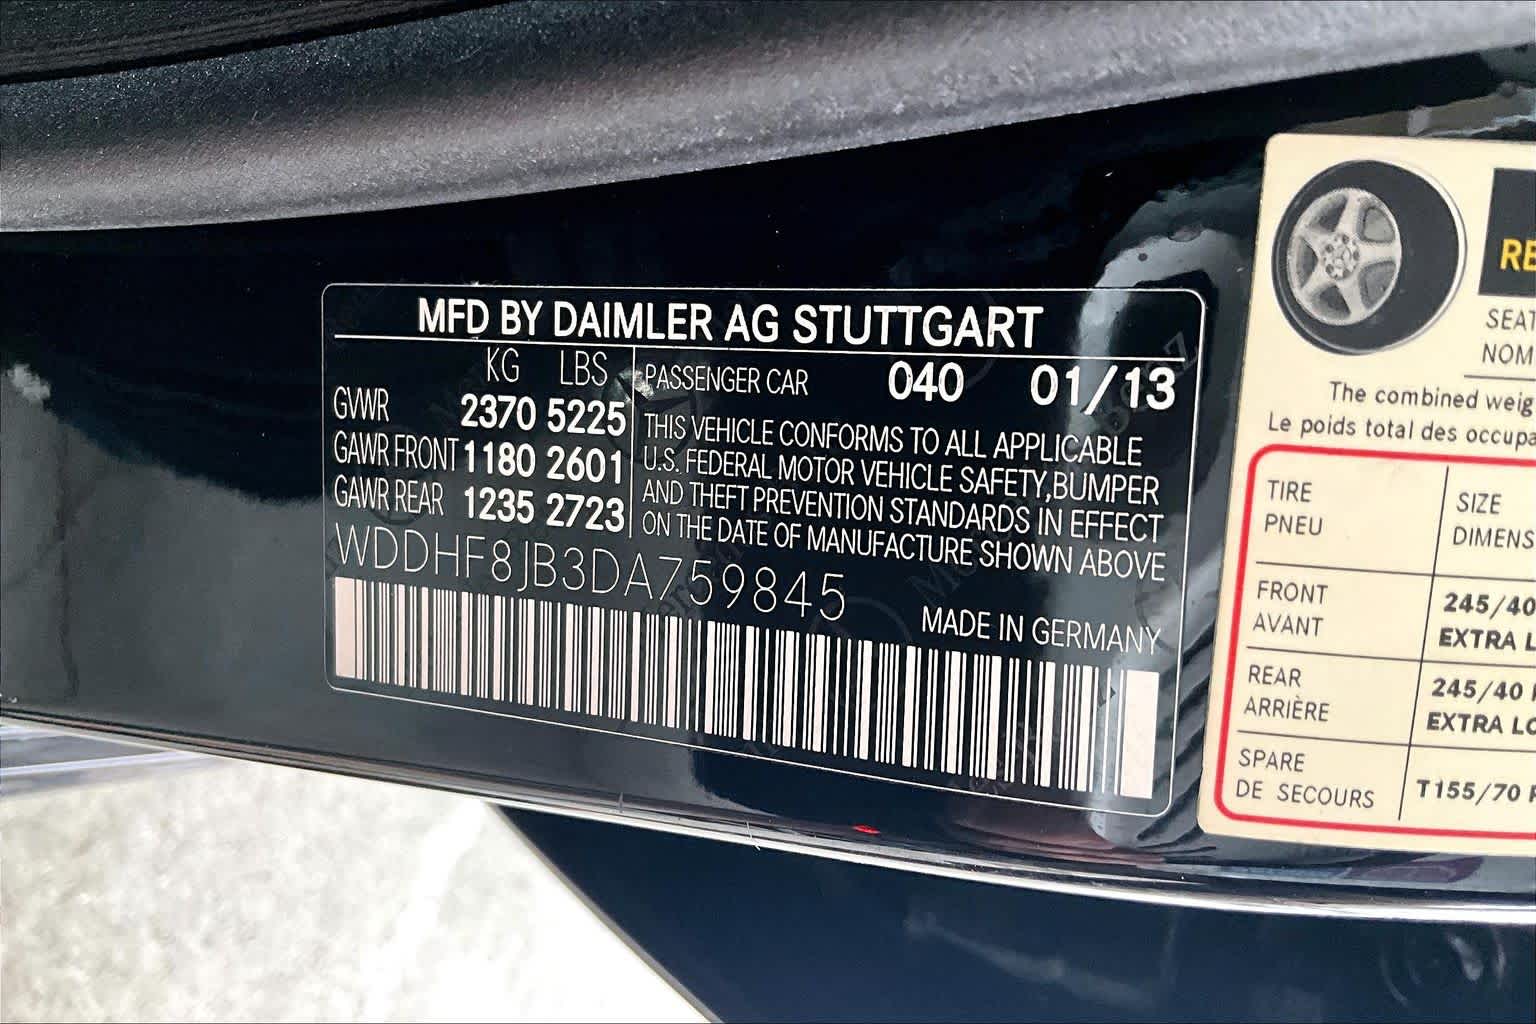 MFD BY DAIMLER AG STUTTGART
KG LBS
GVWR 2370 5225
GAWR FRONT 1180 2601
GAWR REAR 1235 2723
PASSENGER CAR 040 01/13
THIS VEHICLE CONFORMS TO ALL APPLICABLE
U.S. FEDERAL MOTOR VEHICLE SAFETY,BUMPER
AND THEFT PREVENTION STANDARDS IN EFFECT
ON THE DATE OF MANUFACTURE SHOWN ABOVE
WDDHF8JB3DA759845
MADE IN GERMANY
The combined
Le poids total des
TIRE SIZE
PNEU
FRONT 245/40
AVANT EXTRA
REAR 245/40
ARRIÈRE EXTRA
SPARE T155/70
DE SECOURS